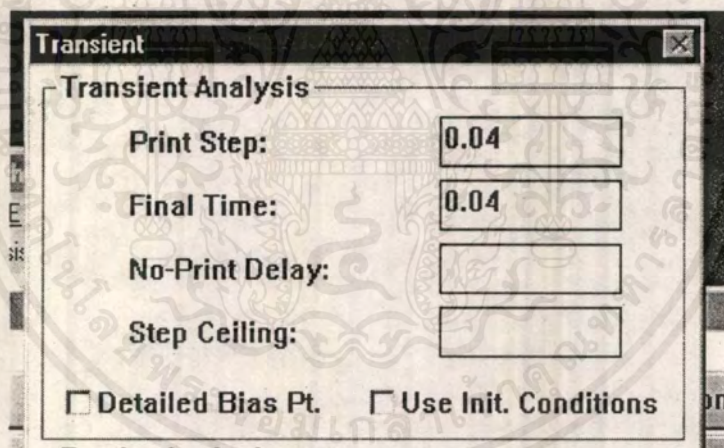 Transient
Transient Analysis
Print Step: 0.04
Final Time: 0.04
No-Print Delay:
Step Ceiling:
Detailed Bias Pt. Use Init. Conditions